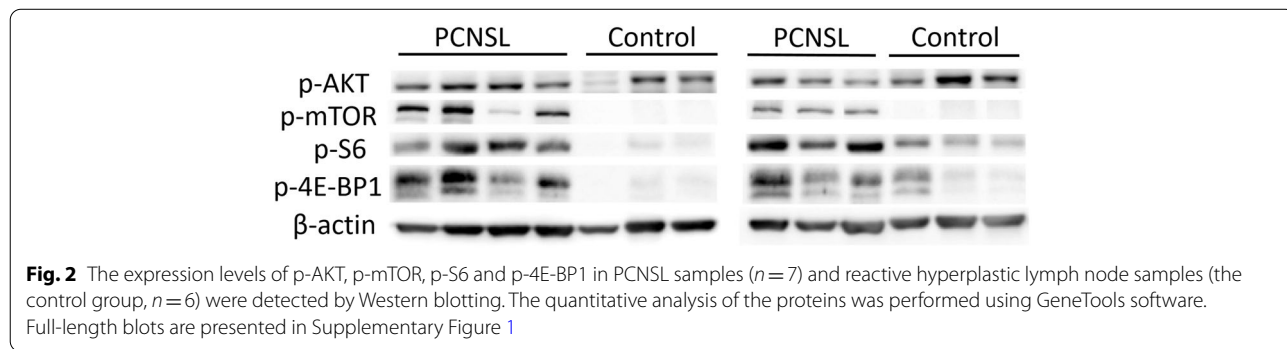 PCNSL Control PCNSL Control
p-AKT
p-mTOR
p-S6
p-4E-BP1
β-actin
Fig. 2 The expression levels of p-AKT, p-mTOR, p-S6 and p-4E-BP1 in PCNSL samples (n = 7) and reactive hyperplastic lymph node samples (the
control group, n = 6) were detected by Western blotting. The quantitative analysis of the proteins was performed using GeneTools software.
Full-length blots are presented in Supplementary Figure 1